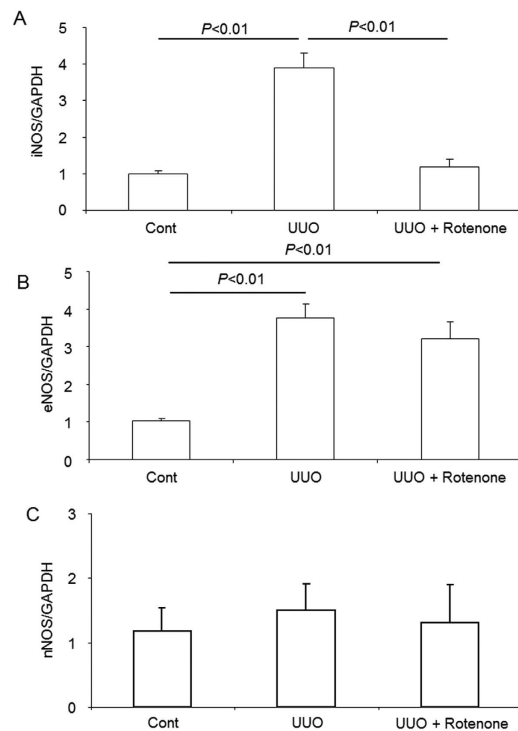 A
P<0.01 P<0.01
iNOS/GAPDH
5
4
3
2
1
0
Cont UUO UUO + Rotenone
B
P<0.01
P<0.01
eNOS/GAPDH
5
4
3
2
1
0
Cont UUO UUO + Rotenone
C
nNOS/GAPDH
3
2
1
0
Cont UUO UUO + Rotenone